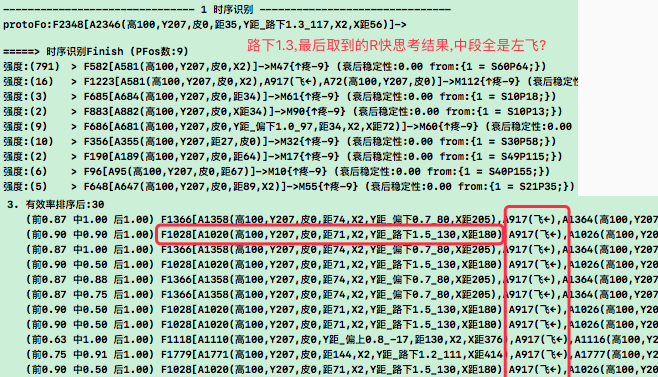 ---------------------------- 1 时序识别 ----------------------------
protoFo:F2348[A2346(高100,Y207,皮0,距35,Y距_路下1.3_117,X2,X距56)]->
路下1.3,最后取到的R快思考结果,中段全是左飞?
=====> 时序识别Finish (PFos数:9)
强度:(791) > F582[A581(高100,Y207,皮0,X2)]->M47{↑疼-9} (衰后稳定性:0.00 from:{1 = S60P64;})
强度:(16) > F1223[A581(高100,Y207,皮0,X2),A917(飞←),A72(高100,Y207,皮0)]->M112{↑疼-9}
强度:(3) > F685[A684(高100,Y207,皮0,距34)]->M61{↑疼-9} (衰后稳定性:0.00 from:{1 = S10P18;})
强度:(2) > F883[A882(高100,Y207,皮0,X距34)]->M90{↑疼-9} (衰后稳定性:0.00 from:{1 = S10P13;})
强度:(9) > F686[A681(高100,Y207,皮0,Y距_偏下1.0_97,距34,X2,X距72)]->M60{↑疼-9} (衰后稳定性:0.00
强度:(10) > F356[A355(高100,Y207,距27,皮0)]->M32{↑疼-9} (衰后稳定性:0.00 from:{1 = S30P58;})
强度:(2) > F190[A189(高100,Y207,皮0,距64)]->M17{↑疼-9} (衰后稳定性:0.00 from:{1 = S49P115;})
强度:(6) > F96[A95(高100,Y207,皮0,距67)]->M10{↑疼-9} (衰后稳定性:0.00 from:{1 = S40P155;})
强度:(5) > F648[A647(高100,Y207,皮0,距89,X2)]->M55{↑疼-9} (衰后稳定性:0.00 from:{1 = S21P35;})
3. 有效率排序后:30
(前0.87 中1.00 后1.00) F1366[A1358(高100,Y207,皮0,距74,X2,Y距_偏下0.7_80,X距205),A917(飞←),A1364(高100,Y
(前0.90 中0.90 后1.00) F1028[A1020(高100,Y207,皮0,距71,X2,Y距_路下1.5_130,X距180),A917(飞←),A1026(高100,Y20
(前0.87 中1.00 后1.00) F1366[A1358(高100,Y207,皮0,距74,X2,Y距_偏下0.7_80,X距205),A917(飞←),A1364(高100,Y
(前0.90 中0.50 后1.00) F1028[A1020(高100,Y207,皮0,距71,X2,Y距_路下1.5_130,X距180),A917(飞←),A1026(高100,Y20
(前0.87 中0.88 后1.00) F1366[A1358(高100,Y207,皮0,距74,X2,Y距_偏下0.7_80,X距205),A917(飞←),A1364(高100,Y
(前0.87 中0.75 后1.00) F1366[A1358(高100,Y207,皮0,距74,X2,Y距_偏下0.7_80,X距205),A917(飞←),A1364(高100,Y
(前0.90 中0.50 后1.00) F1028[A1020(高100,Y207,皮0,距71,X2,Y距_路下1.5_130,X距180),A917(飞←),A1026(高100,Y20
(前0.90 中0.50 后1.00) F1028[A1020(高100,Y207,皮0,距71,X2,Y距_路下1.5_130,X距180),A917(飞←),A1026(高100,Y20
(前0.63 中1.00 后1.00) F1118[A1110(高100,Y207,皮0,Y距_偏上0.8_-17,距130,X2,X距376),A917(飞←),A1116(高100,Y
(前0.75 中0.91 后1.00) F1779[A1771(高100,Y207,皮0,距144,X2,Y距_路下1.2_111,X距414),A917(飞←),A1777(高100,Y
(前0.90 中0.50 后1.00) F1028[A1020(高100,Y207,皮0,距71,X2,Y距_路下1.5_130,X距180),A917(飞←),A1026(高100,Y20